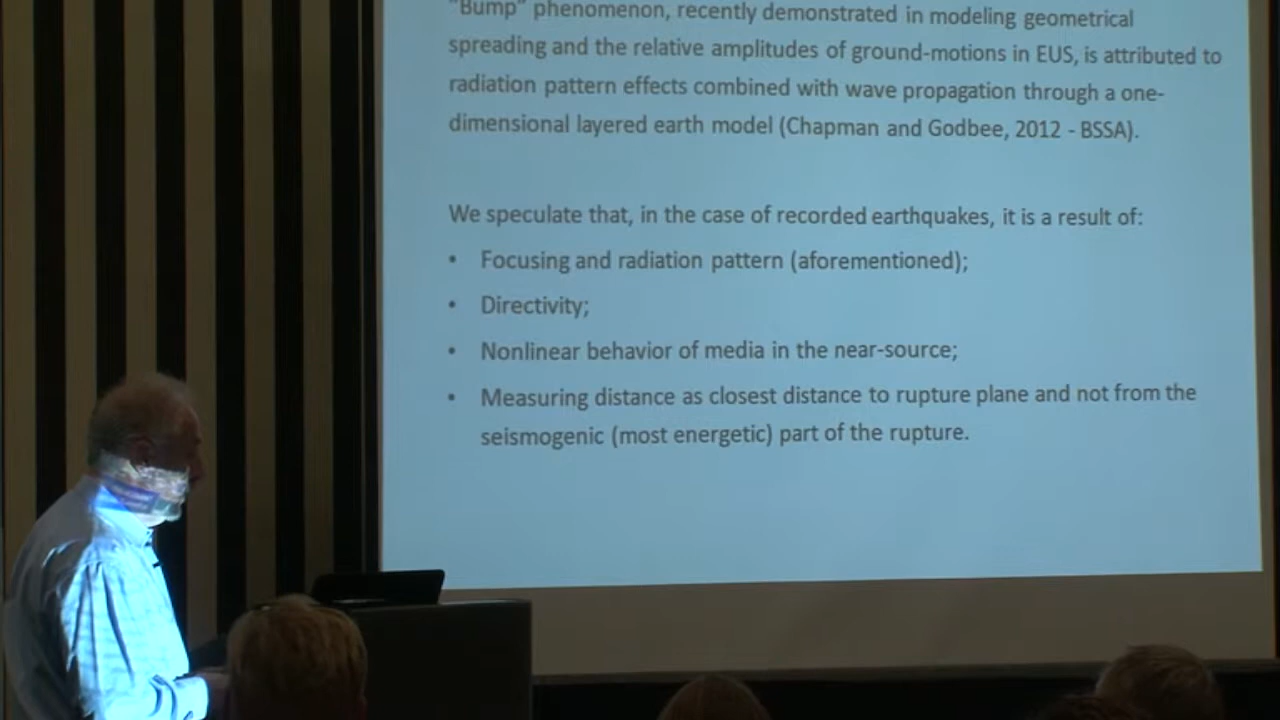 "Bump" phenomenon, recently demonstrated in modeling geometrical
spreading and the relative amplitudes of ground-motions in EUS, is attributed to
radiation pattern effects combined with wave propagation through a one-
dimensional layered earth model (Chapman and Godbee, 2012 - BSSA).
We speculate that, in the case of recorded earthquakes, it is a result of:
• Focusing and radiation pattern (aforementioned);
• Directivity;
• Nonlinear behavior of media in the near-source;
• Measuring distance as closest distance to rupture plane and not from the
seismogenic (most energetic) part of the rupture.